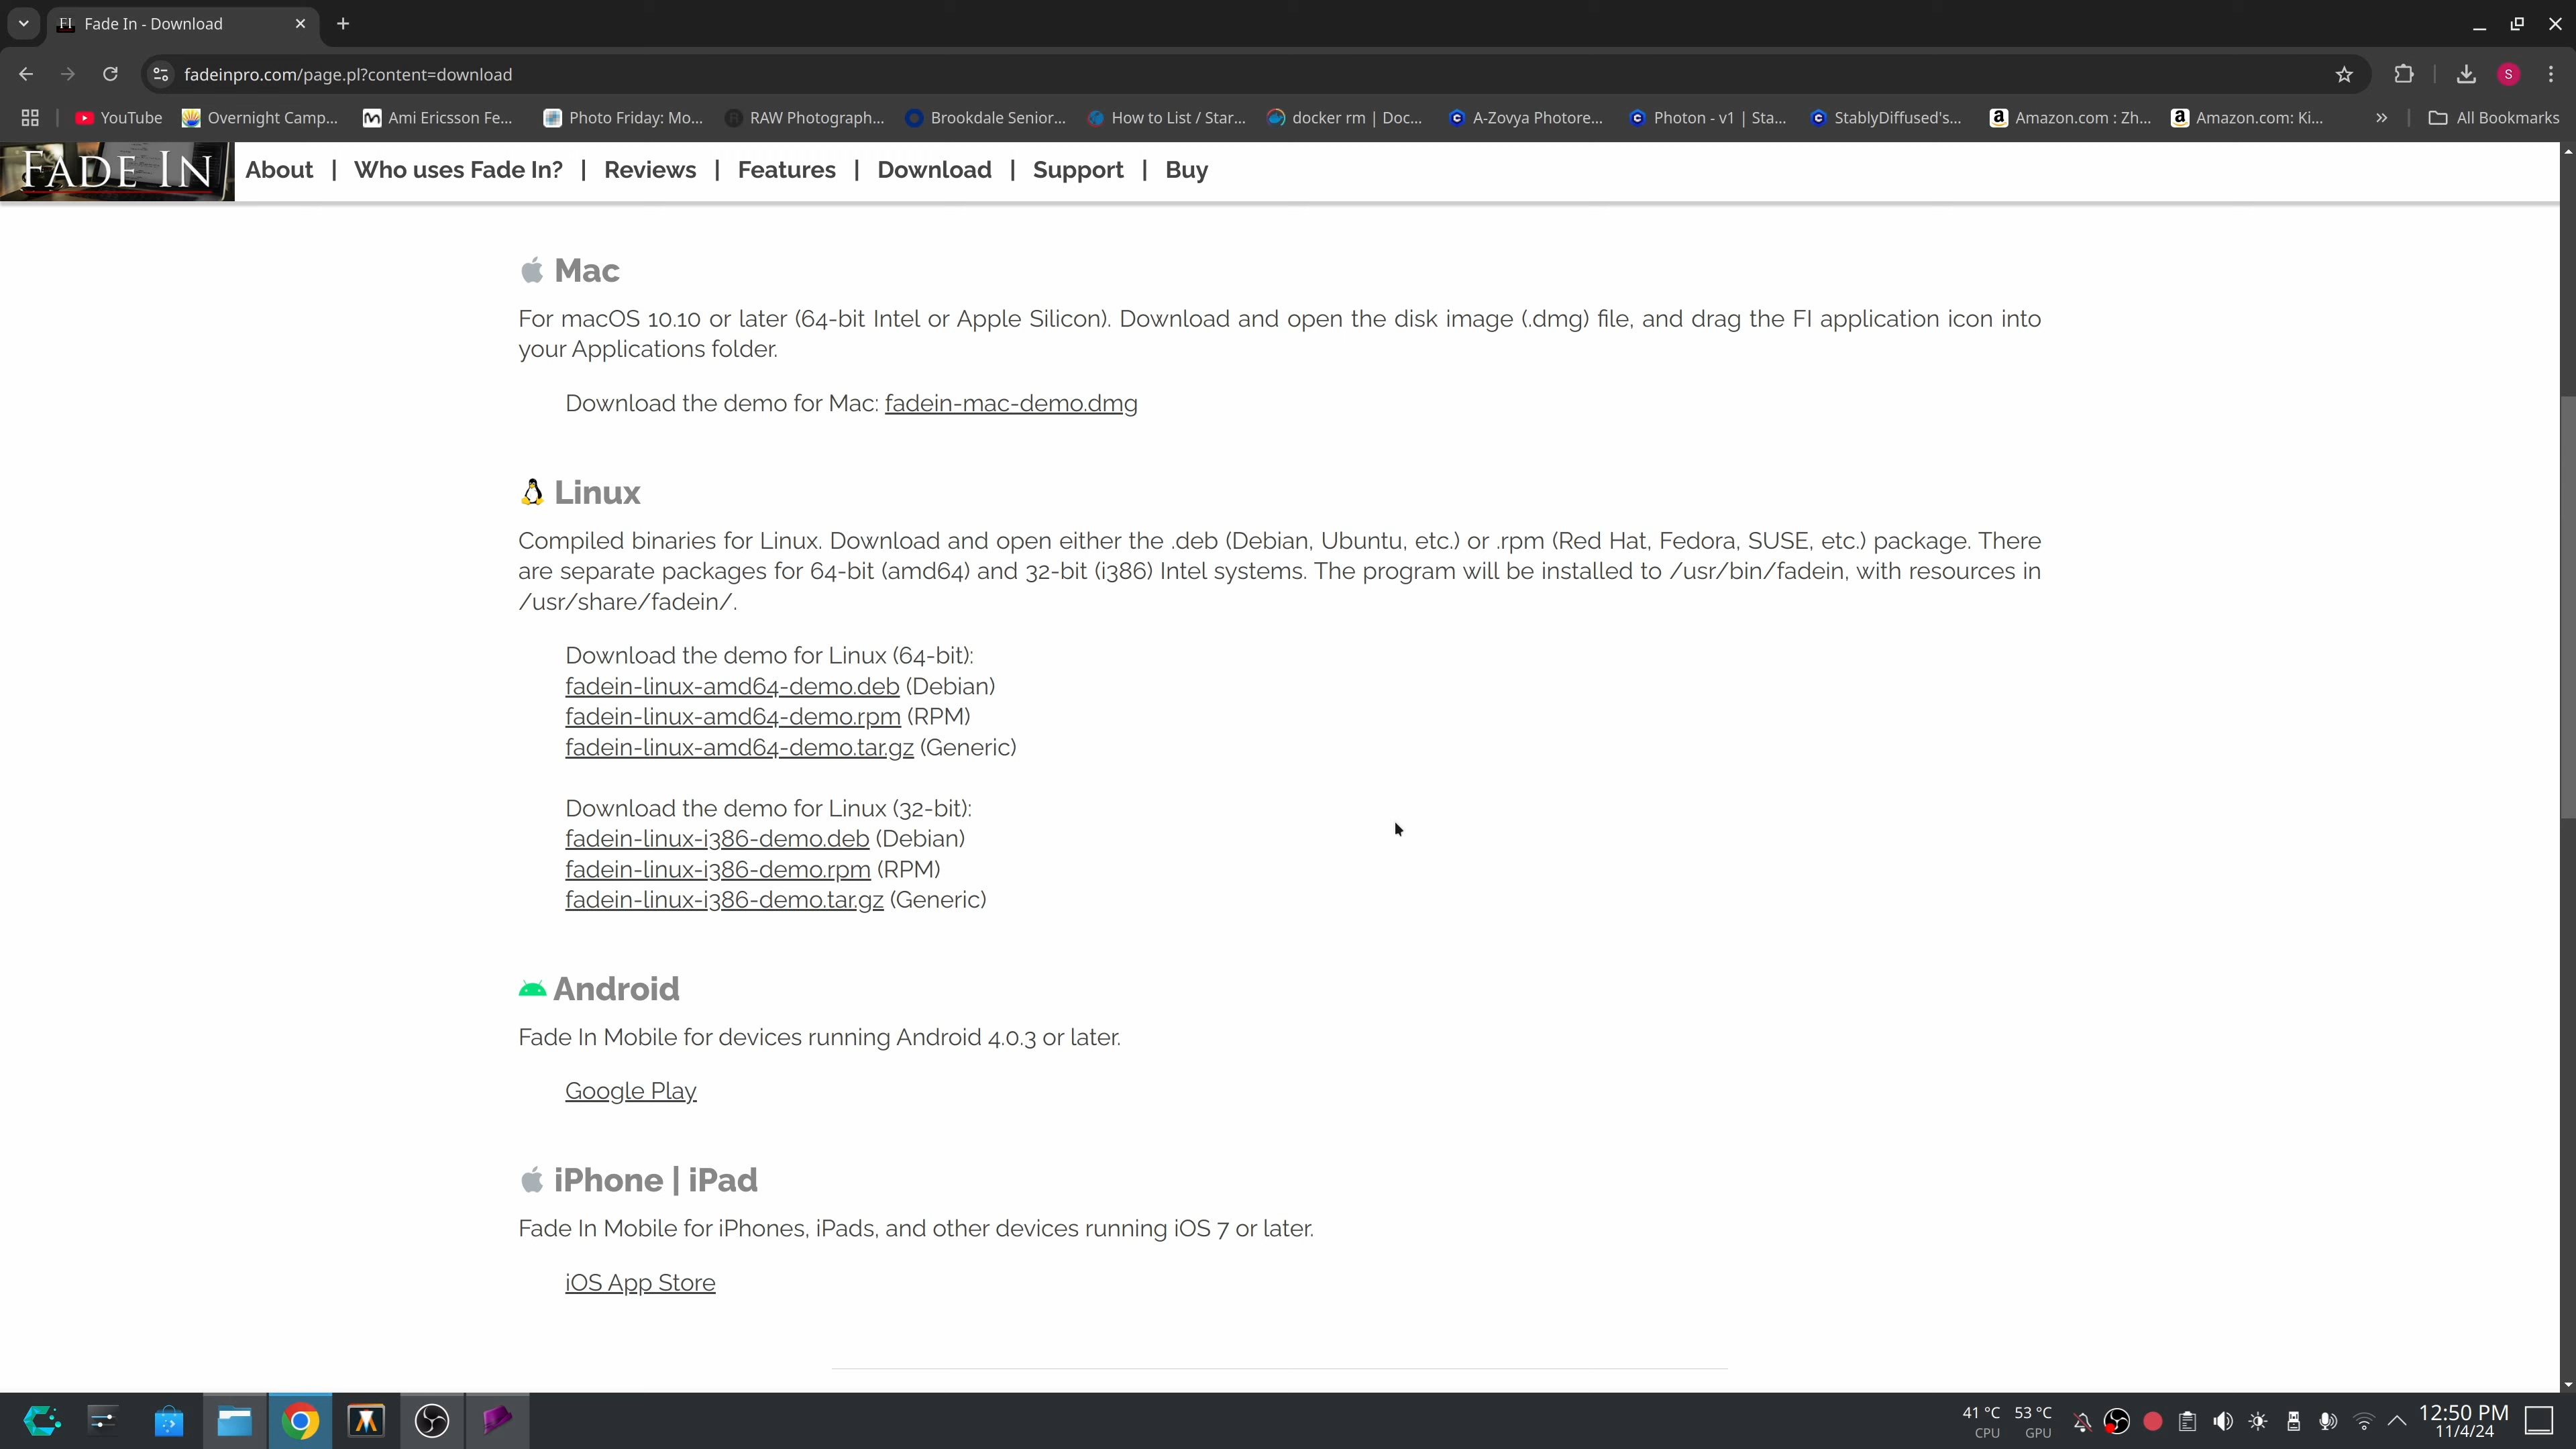 FI Fade In - Download
fadeinpro.com/page.pl?content=download
S
YouTube
Overnight Camp...
Ami Ericsson Fe...
Photo Friday: Mo...
RAW Photograph...
Brookdale Senior...
How to List / Star...
docker rm | Doc...
A-Zovya Photore...
Photon - v1 | Sta...
StablyDiffused's...
Amazon.com : Zh...
Amazon.com: Ki...
All Bookmarks
FADE IN
About | Who uses Fade In? | Reviews | Features | Download | Support | Buy
Mac
For macOS 10.10 or later (64-bit Intel or Apple Silicon). Download and open the disk image (.dmg) file, and drag the FI application icon into
your Applications folder.
Download the demo for Mac: fadein-mac-demo.dmg
Linux
Compiled binaries for Linux. Download and open either the .deb (Debian, Ubuntu, etc.) or .rpm (Red Hat, Fedora, SUSE, etc.) package. There
are separate packages for 64-bit (amd64) and 32-bit (i386) Intel systems. The program will be installed to /usr/bin/fadein, with resources in
/usr/share/fadein/.
Download the demo for Linux (64-bit):
fadein-linux-amd64-demo.deb (Debian)
fadein-linux-amd64-demo.rpm (RPM)
fadein-linux-amd64-demo.tar.gz (Generic)
Download the demo for Linux (32-bit):
fadein-linux-i386-demo.deb (Debian)
fadein-linux-i386-demo.rpm (RPM)
fadein-linux-i386-demo.tar.gz (Generic)
Android
Fade In Mobile for devices running Android 4.0.3 or later.
Google Play
iPhone | iPad
Fade In Mobile for iPhones, iPads, and other devices running iOS 7 or later.
iOS App Store
41 °C 53 °C
CPU GPU
12:50 PM
11/4/24